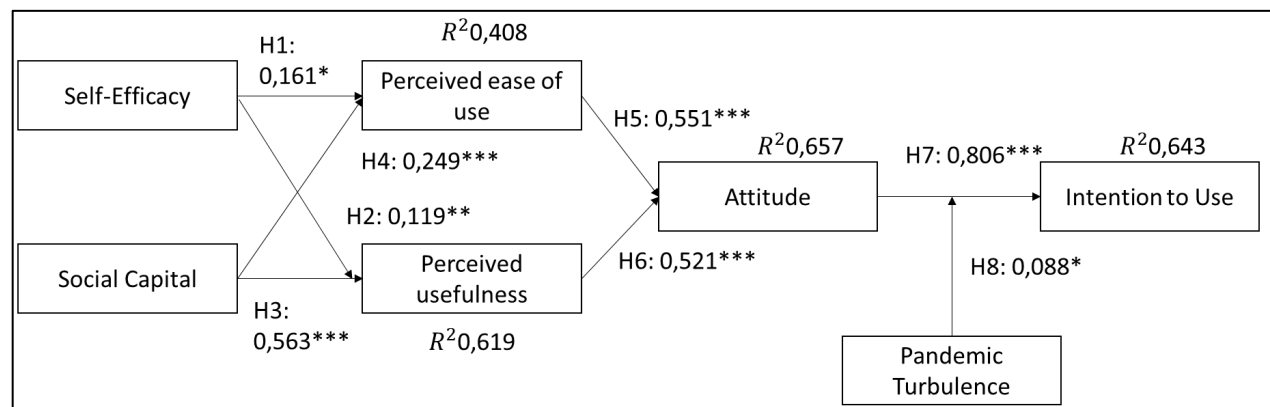 R²0,408
H1:
0,161*
Self-Efficacy
Perceived ease of
use
H5: 0,551***
H4: 0,249***
R²0,657
H7: 0,806***
R²0,643
Attitude
Intention to Use
H2: 0,119**
H6: 0,521***
Social Capital
Perceived
usefulness
H8: 0,088*
H3:
0,563***
R²0,619
Pandemic
Turbulence